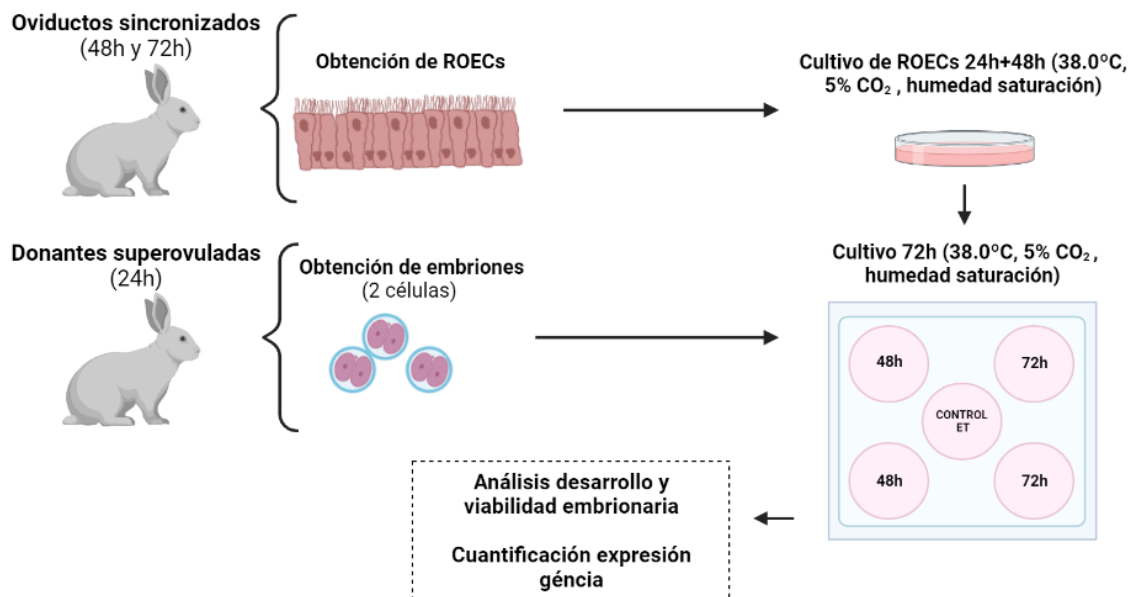 Oviductos sincronizados
(48h y 72h)
Obtención de ROECs
Cultivo de ROECs 24h+48h (38.0ºC,
5% CO₂ , humedad saturación)
Donantes superovuladas
(24h)
Obtención de embriones
(2 células)
Cultivo 72h (38.0ºC, 5% CO₂ ,
humedad saturación)
48h
72h
CONTROL
ET
48h
72h
Análisis desarrollo y
viabilidad embrionaria
Cuantificación expresión
géncia